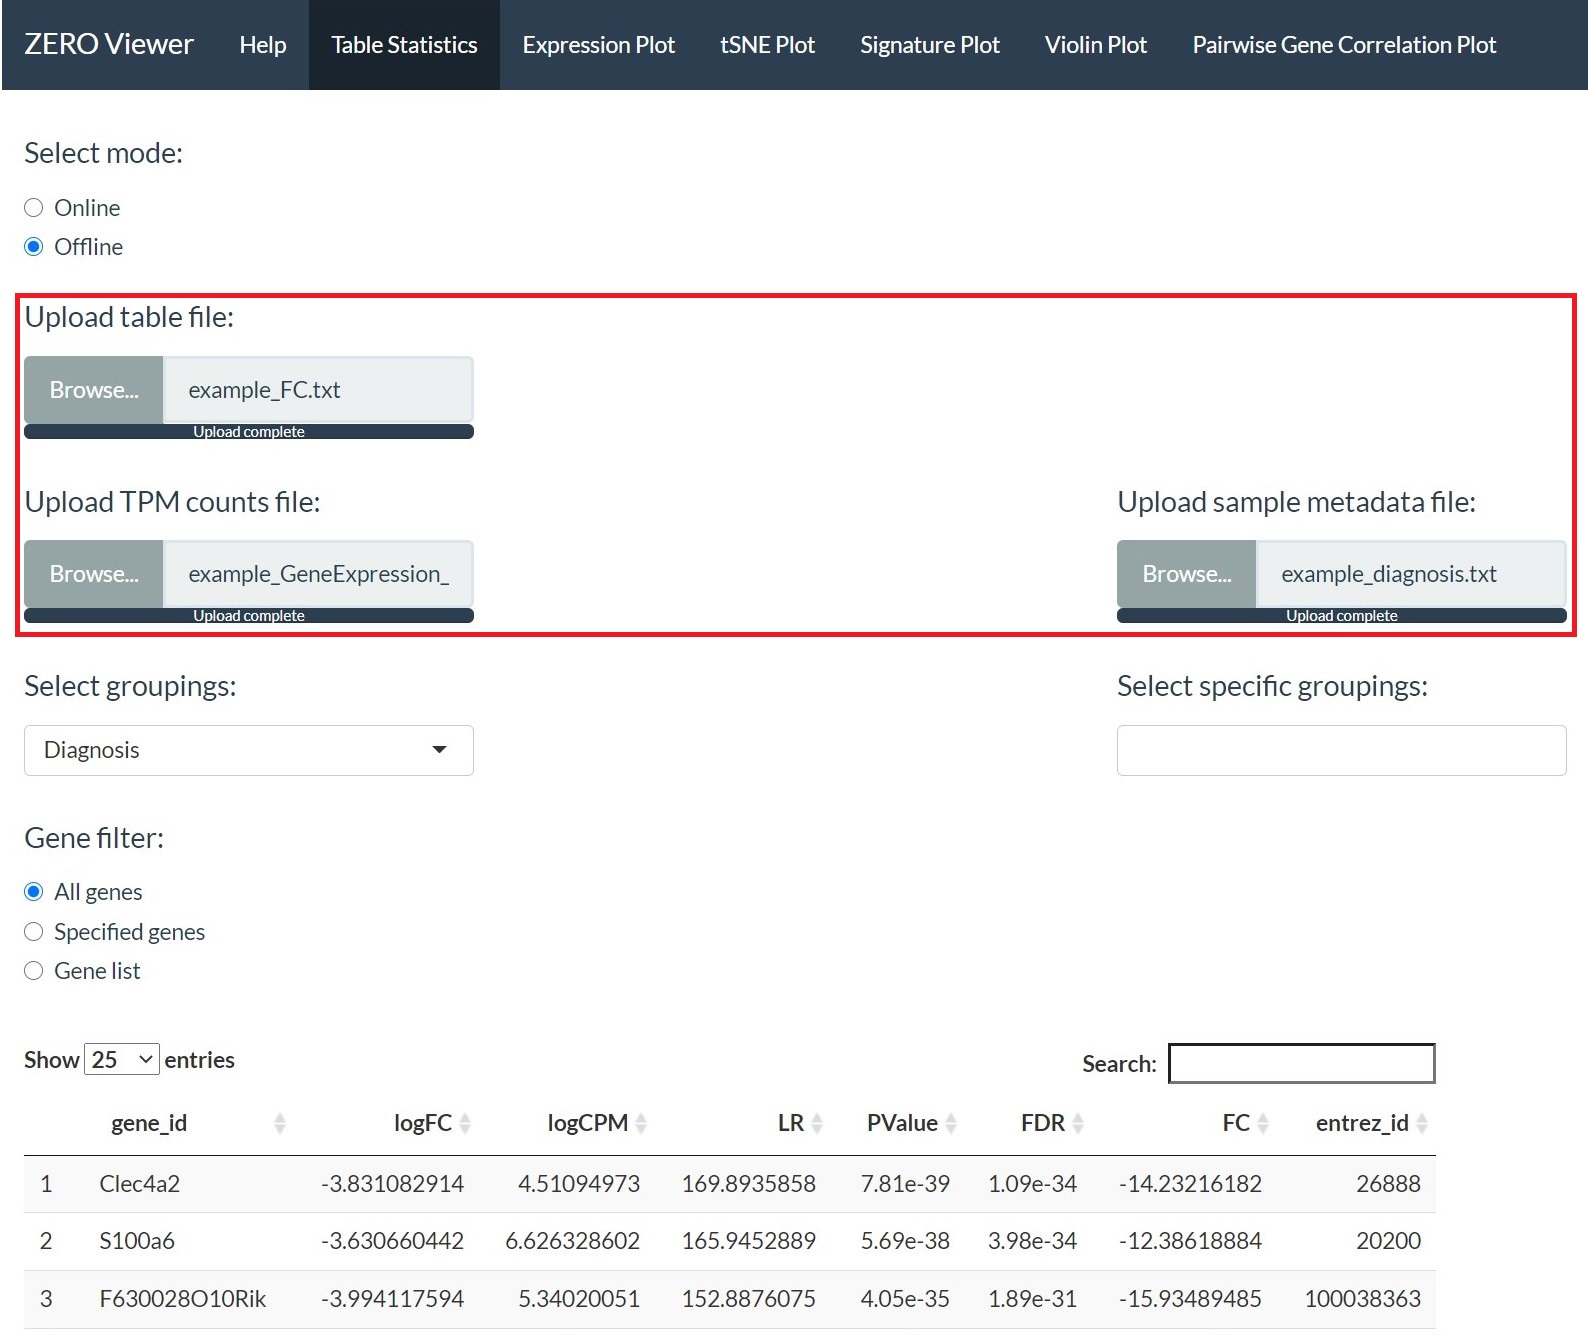 ZERO Viewer Help Table Statistics Expression Plot tSNE Plot Signature Plot Violin Plot Pairwise Gene Correlation Plot
Select mode:
Online
Offline
Upload table file:
Browse... example_FC.txt
Upload complete
Upload TPM counts file: Upload sample metadata file:
Browse... example_GeneExpression_ Browse... example_diagnosis.txt
Upload complete Upload complete
Select groupings: Select specific groupings:
Diagnosis
Gene filter:
All genes
Specified genes
Gene list
Show 25 entries Search:
gene_id logFC logCPM LR PValue FDR FC entrez_id
1 Clec4a2 -3.831082914 4.51094973 169.8935858 7.81e-39 1.09e-34 -14.23216182 26888
2 S100a6 -3.630660442 6.626328602 165.9452889 5.69e-38 3.98e-34 -12.38618884 20200
3 F630028O10Rik -3.994117594 5.34020051 152.8876075 4.05e-35 1.89e-31 -15.93489485 100038363